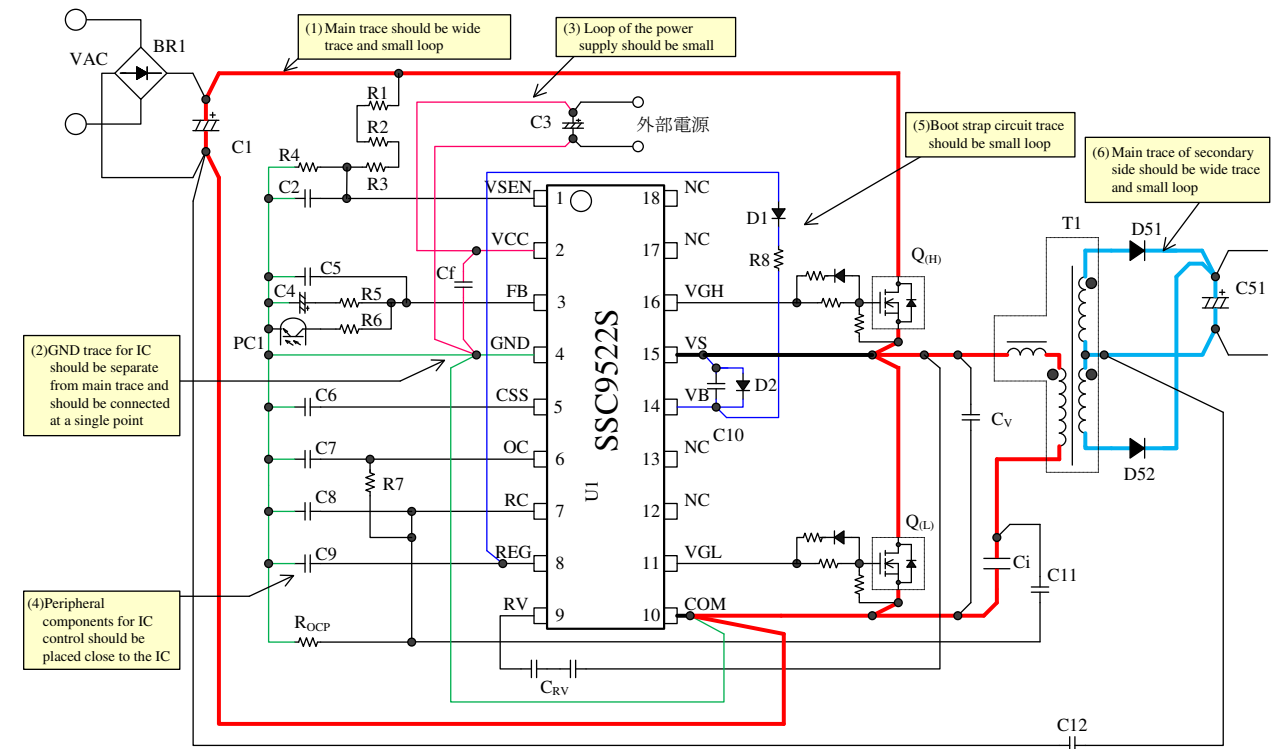 (1) Main trace should be wide
trace and small loop
(3) Loop of the power
supply should be small
BR1
VAC
C1
R1
R2
R3
R4
C2
C3
外部電源
(5)Boot strap circuit trace
should be small loop
(6) Main trace of secondary
side should be wide trace
and small loop
VSEN
1
18
NC
VCC
2
17
NC
Cf
D1
R8
T1
D51
C51
C5
C4
R5
R6
PC1
FB
3
16
VGH
Q(H)
(2)GND trace for IC
should be separate
from main trace and
should be connected
at a single point
GND
4
15
VS
D2
C6
CSS
5
14
VB
C10
CV
SSC9522S
U1
C7
OC
6
13
NC
D52
R7
C8
RC
7
12
NC
Q(L)
C9
REG
8
11
VGL
Ci
C11
(4)Peripheral
components for IC
control should be
placed close to the IC
RV
9
10
COM
ROCP
CRV
C12